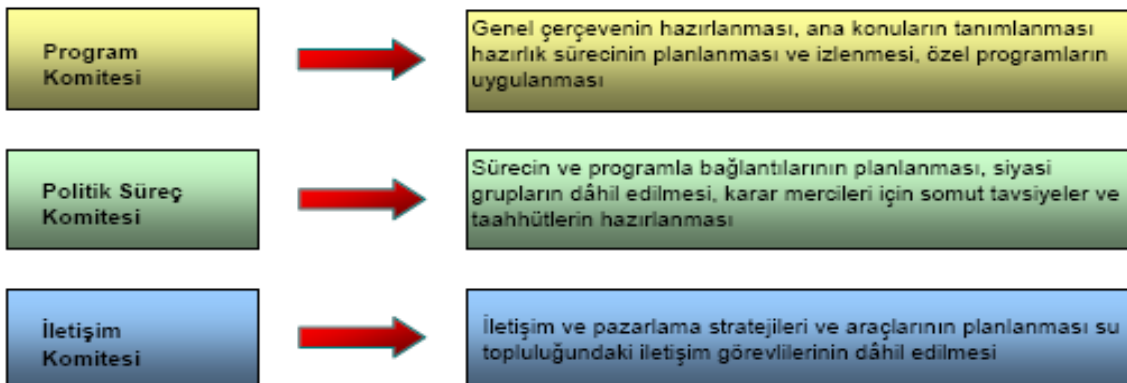 Program
Komitesi
Genel çerçevenin hazırlanması, ana konuların tanımlanması
hazırlık sürecinin planlanması ve izlenmesi, özel programların
uygulanması
Politik Süreç
Komitesi
Sürecin ve programla bağlantılarının planlanması, siyasi
grupların dâhil edilmesi, karar mercileri için somut tavsiyeler ve
taahhütlerin hazırlanması
İletişim
Komitesi
İletişim ve pazarlama stratejileri ve araçlarının planlanması su
topluluğundaki iletişim görevlilerinin dâhil edilmesi